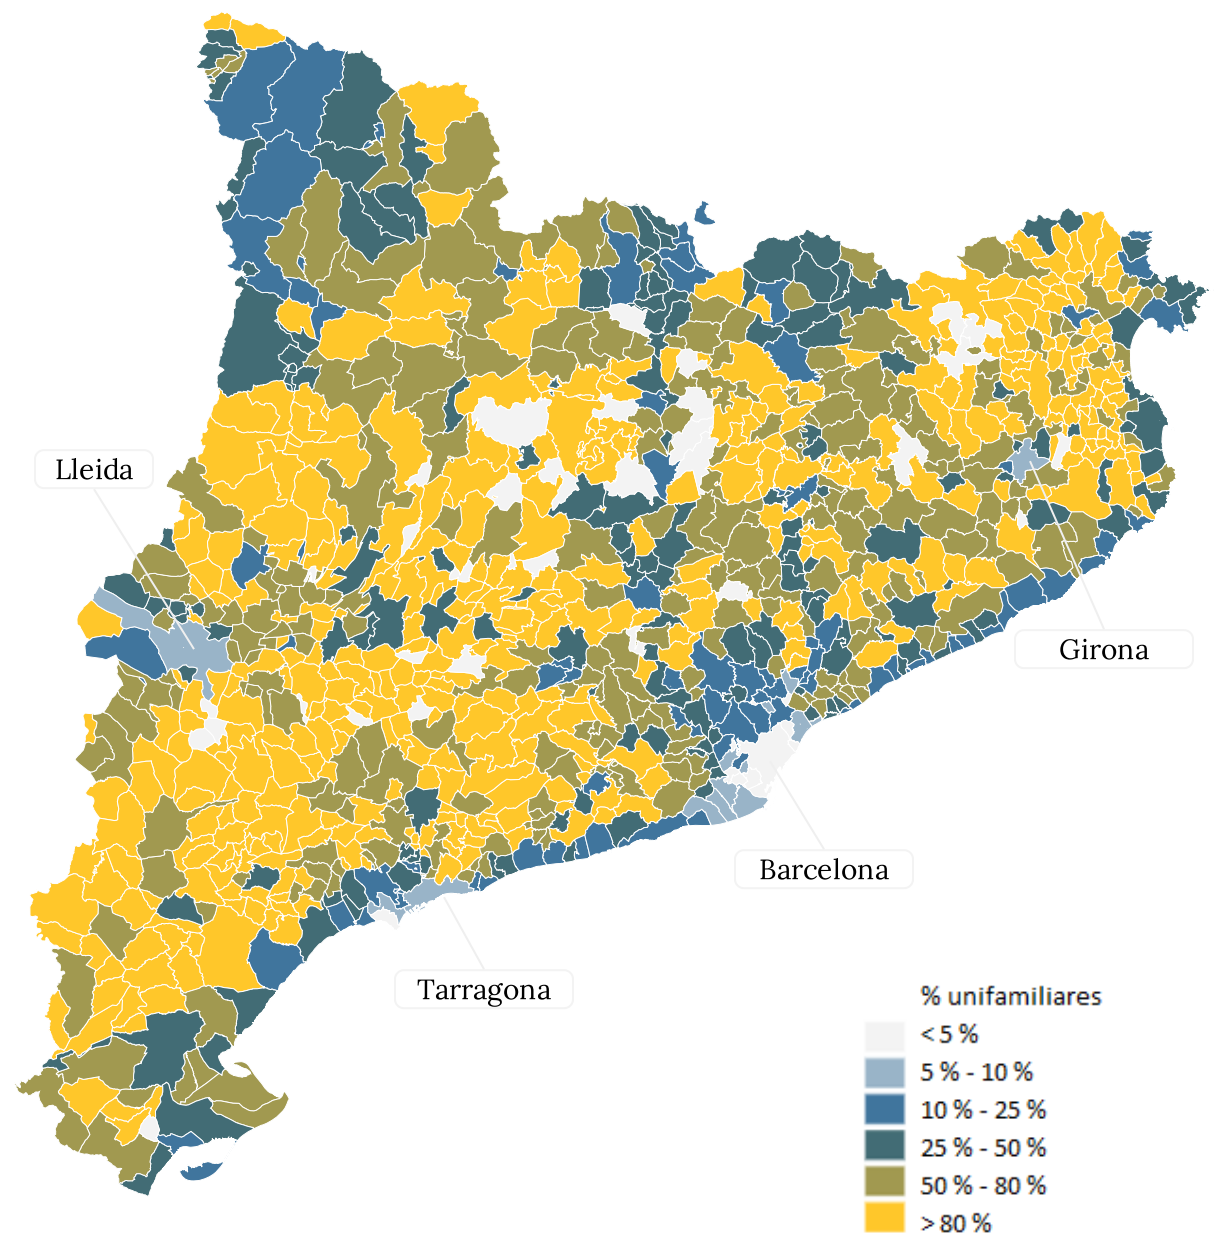 Lleida
Girona
Barcelona
Tarragona
% unifamiliares
< 5 %
5 % - 10 %
10 % - 25 %
25 % - 50 %
50 % - 80 %
> 80 %